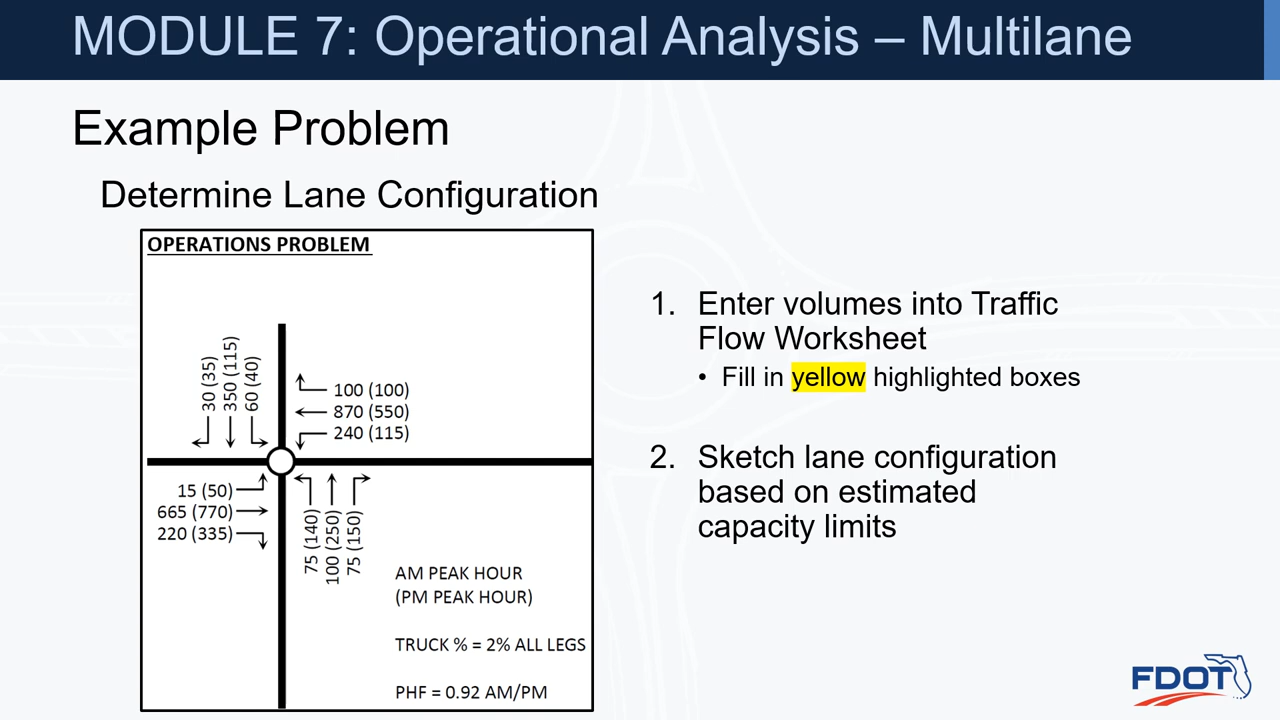 MODULE 7: Operational Analysis – Multilane
Example Problem
Determine Lane Configuration
OPERATIONS PROBLEM
30 (35)
350 (115)
60 (40)
100 (100)
870 (550)
240 (115)
15 (50)
665 (770)
220 (335)
75 (140)
100 (250)
75 (150)
AM PEAK HOUR
(PM PEAK HOUR)
TRUCK % = 2% ALL LEGS
PHF = 0.92 AM/PM
1. Enter volumes into Traffic
Flow Worksheet
• Fill in yellow highlighted boxes
2. Sketch lane configuration
based on estimated
capacity limits
FDOT